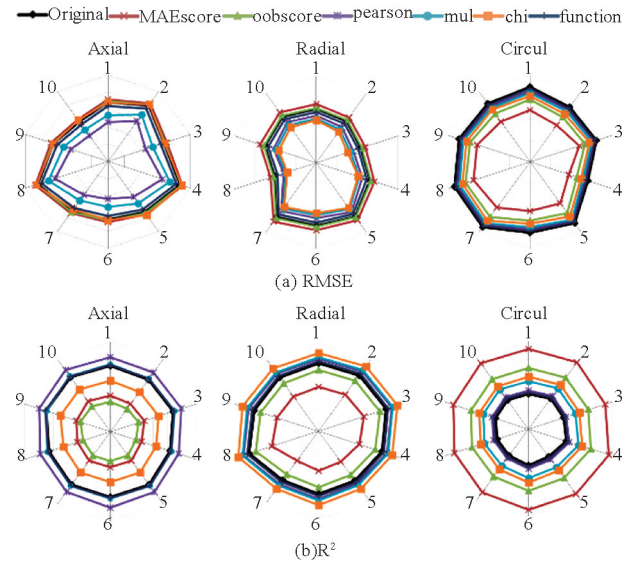 Original MAEscore oobscore pearson mul chi function
Axial Radial Circul
1 1 1
10 2 10 2 10 2
9 3 9 3 9 3
8 4 8 4 8 4
7 5 7 5 7 5
6 6 6
(a) RMSE
Axial Radial Circul
1 1 1
10 2 10 2 10 2
9 3 9 3 9 3
8 4 8 4 8 4
7 5 7 5 7 5
6 6 6
(b)R²